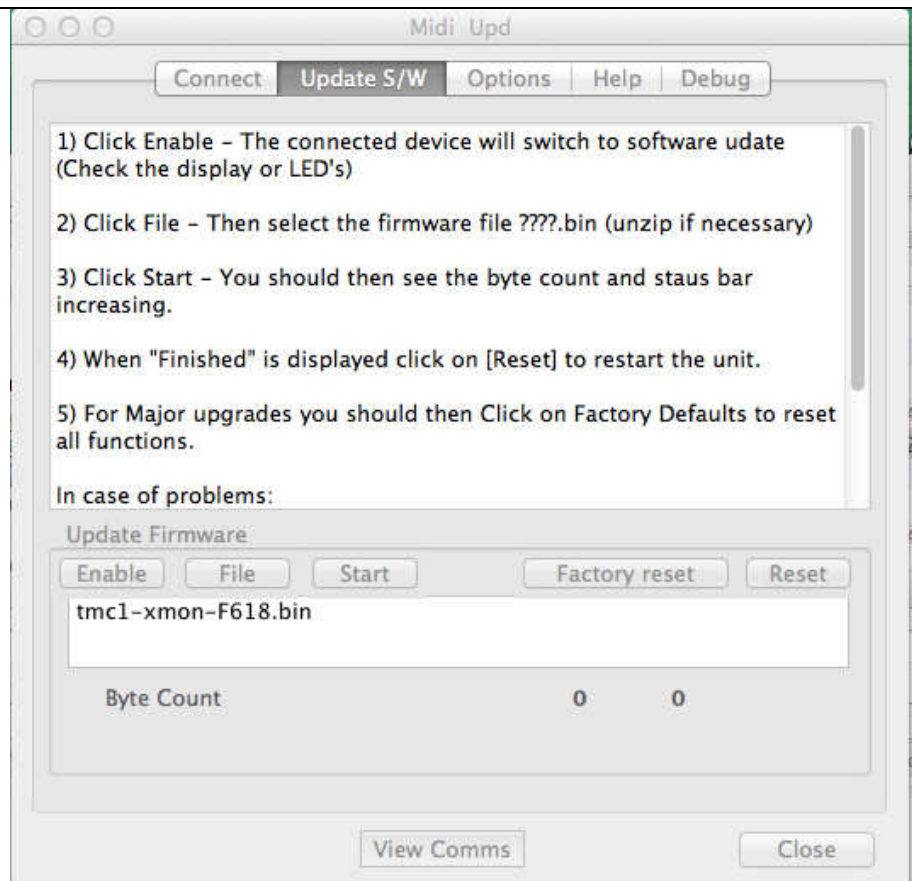 Midi Upd
Connect Update S/W Options Help Debug
1) Click Enable – The connected device will switch to software udate
(Check the display or LED's)
2) Click File – Then select the firmware file ????.bin (unzip if necessary)
3) Click Start – You should then see the byte count and staus bar
increasing.
4) When "Finished" is displayed click on [Reset] to restart the unit.
5) For Major upgrades you should then Click on Factory Defaults to reset
all functions.
In case of problems:
Update Firmware
Enable File Start Factory reset Reset
tmc1-xmon-F618.bin
Byte Count 0 0
View Comms Close